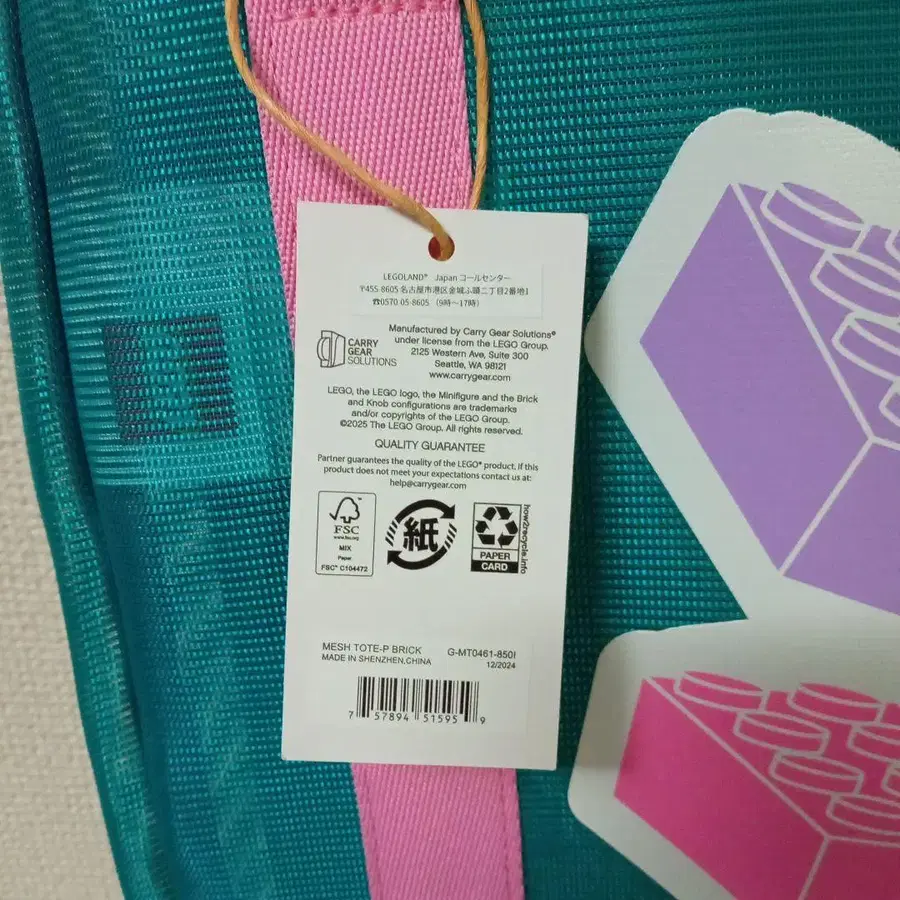 LEGOLAND® Japan コールセンター
〒455-8605 名古屋市港区金城ふ頭二丁目2番地1
☎0570-05-8605 (9時～17時)
CARRY
GEAR
SOLUTIONS
Manufactured by Carry Gear Solutions®
under license from the LEGO Group.
2125 Western Ave, Suite 300
Seattle, WA 98121
www.carrygear.com
LEGO, the LEGO logo, the Minifigure and the Brick
and Knob configurations are trademarks
and/or copyrights of the LEGO Group.
©2025 The LEGO Group. All rights reserved.
QUALITY GUARANTEE
Partner guarantees the quality of the LEGO® product. If this
product does not meet your expectations contact us at:
help@carrygear.com
FSC
www.fsc.org
MIX
Paper
FSC™ C104472
紙
PAPER
CARD
how2recycle.info
MESH TOTE-P BRICK
G-MT0461-850I
MADE IN SHENZHEN,CHINA
12/2024
7 57894 51595 9